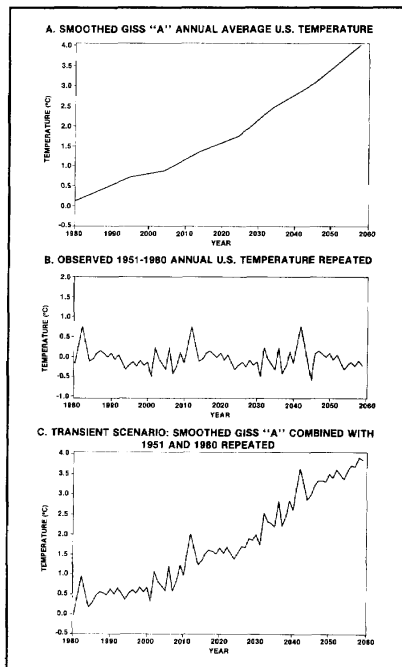 A. SMOOTHED GISS "A" ANNUAL AVERAGE U.S. TEMPERATURE
4.0
3.5
3.0
2.5
2.0
1.5
1.0
0.5
0.0
-0.5
TEMPERATURE (ºC)
1980 1990 2000 2010 2020 2030 2040 2050 2060
YEAR
B. OBSERVED 1951-1980 ANNUAL U.S. TEMPERATURE REPEATED
2.0
1.5
1.0
0.5
0.0
-0.5
-1.0
TEMPERATURE (ºC)
1980 1990 2000 2010 2020 2030 2040 2050 2060
YEAR
C. TRANSIENT SCENARIO: SMOOTHED GISS "A" COMBINED WITH
1951 AND 1980 REPEATED
4.0
3.5
3.0
2.5
2.0
1.5
1.0
0.5
0.0
-0.5
TEMPERATURE (ºC)
1980 1990 2000 2010 2020 2030 2040 2050 2060
YEAR